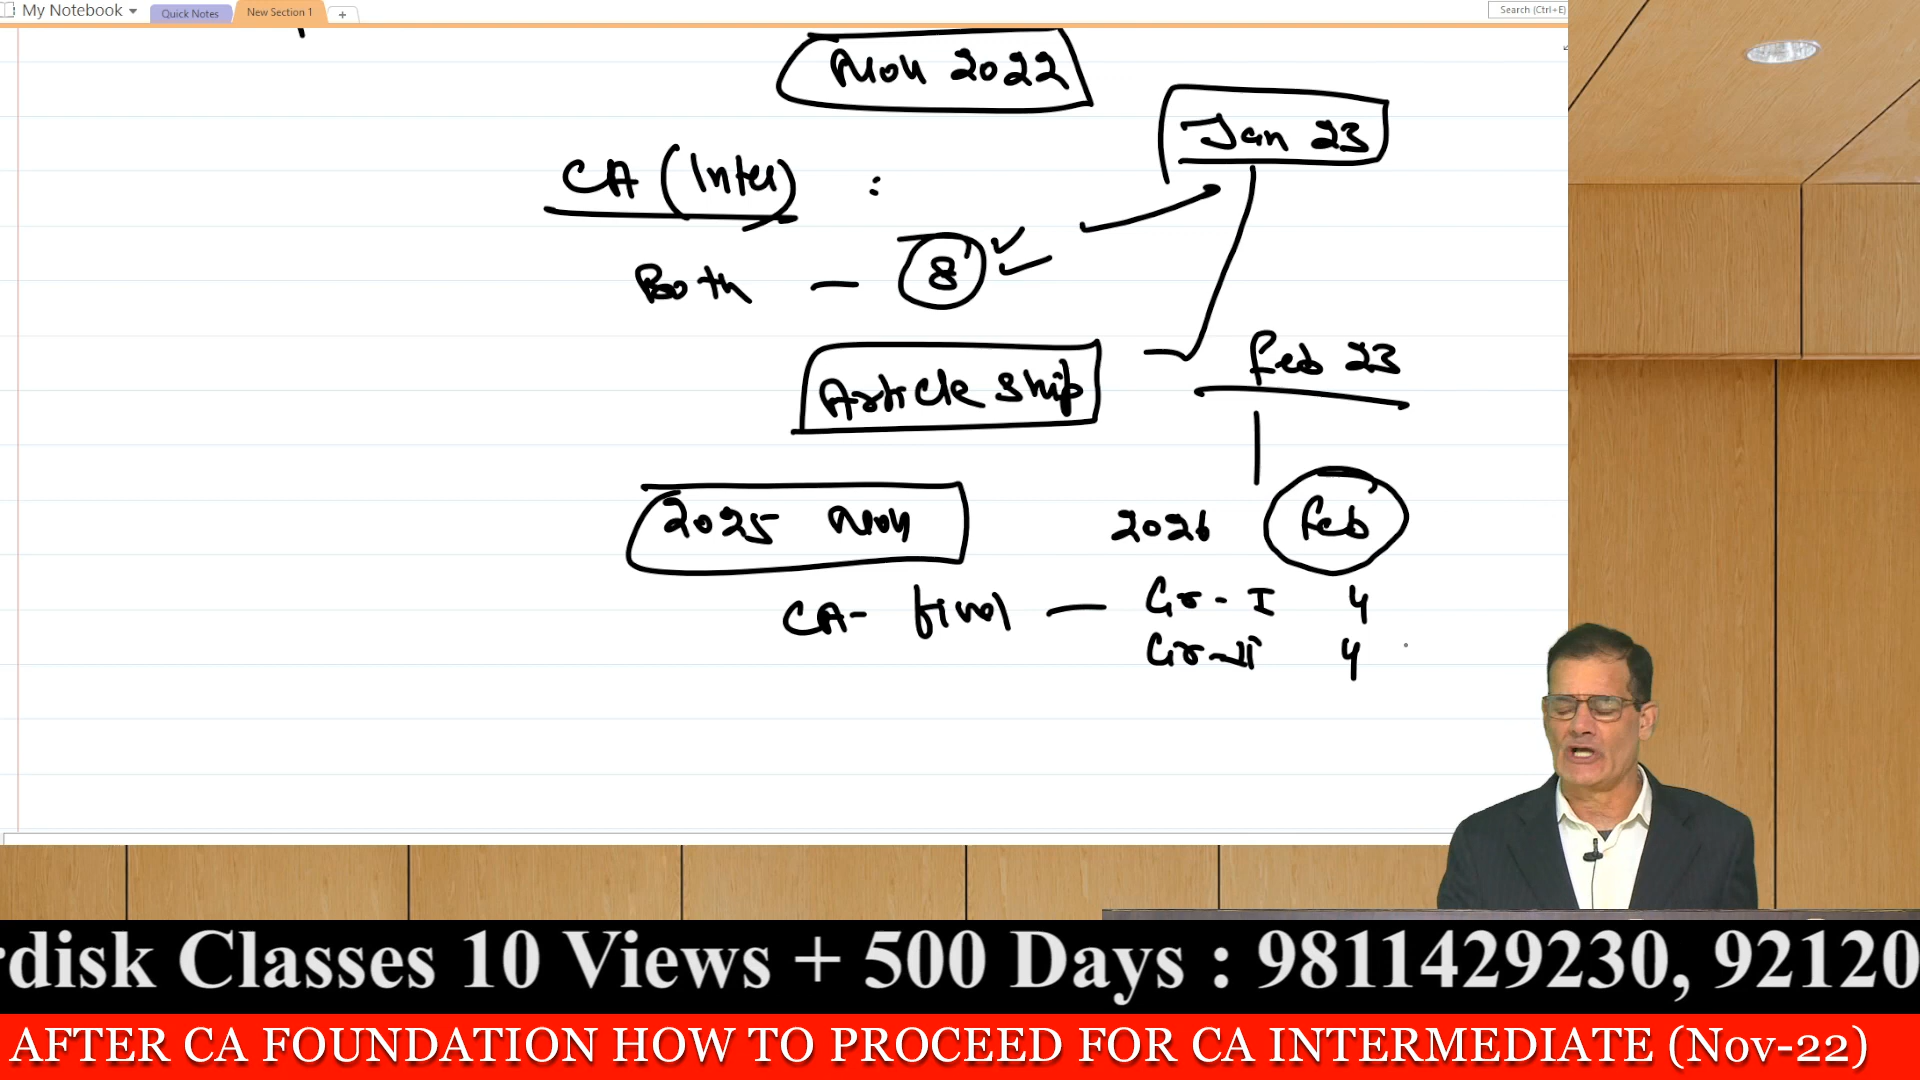 My Notebook
Quick Notes
New Section 1
Search (Ctrl+E)
Nov 2022
Jan 23
CA (Inter) :
Both — 8
Article Ship
Feb 23
2025 Nov
2026 Feb
CA- final — Gr - I 4
Gr - II 4
rdisk Classes 10 Views + 500 Days : 9811429230, 92120
AFTER CA FOUNDATION HOW TO PROCEED FOR CA INTERMEDIATE (Nov-22)